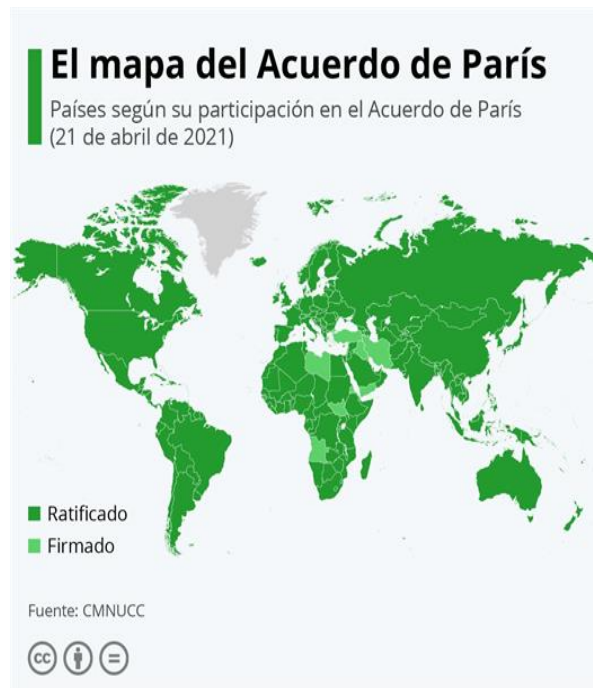 El mapa del Acuerdo de París
Países según su participación en el Acuerdo de París
(21 de abril de 2021)
Ratificado
Firmado
Fuente: CMNUCC
cc